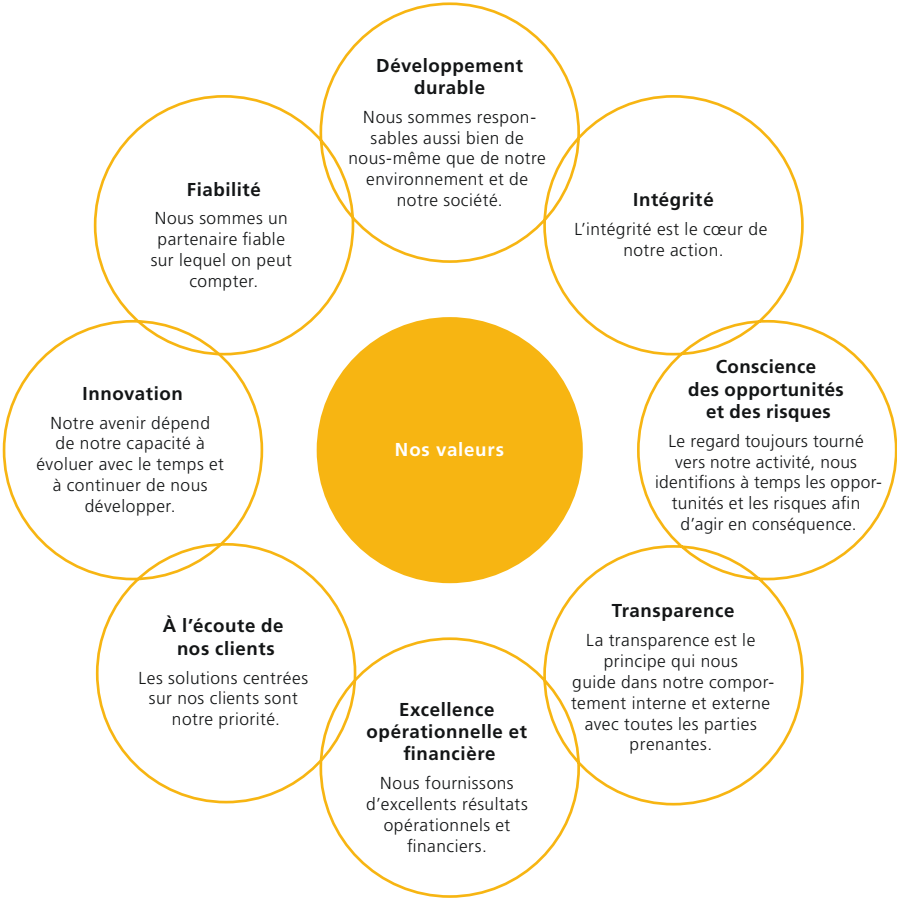 Développement
durable
Nous sommes respon-
sables aussi bien de
nous-même que de notre
environnement et de
notre société.
Intégrité
L’intégrité est le cœur de
notre action.
Conscience
des opportunités
et des risques
Le regard toujours tourné
vers notre activité, nous
identifions à temps les oppor-
tunités et les risques afin
d’agir en conséquence.
Transparence
La transparence est le
principe qui nous
guide dans notre compor-
tement interne et externe
avec toutes les parties
prenantes.
Excellence
opérationnelle et
financière
Nous fournissons
d’excellents résultats
opérationnels et
financiers.
À l’écoute de
nos clients
Les solutions centrées
sur nos clients sont
notre priorité.
Innovation
Notre avenir dépend
de notre capacité à
évoluer avec le temps et
à continuer de nous
développer.
Fiabilité
Nous sommes un
partenaire fiable
sur lequel on peut
compter.
Nos valeurs